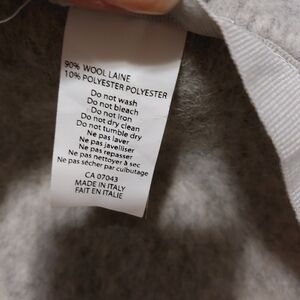 90% WOOL LAINE
10% POLYESTER POLYESTER
Do not wash
Do not bleach
Do not iron
Do not dry clean
Do not tumble dry
Ne pas laver
Ne pas javelliser
Ne pas repasser
Ne pas nettoyer à sec
Ne pas sécher par culbutage
CA 07043
MADE IN ITALY
FAIT EN ITALIE